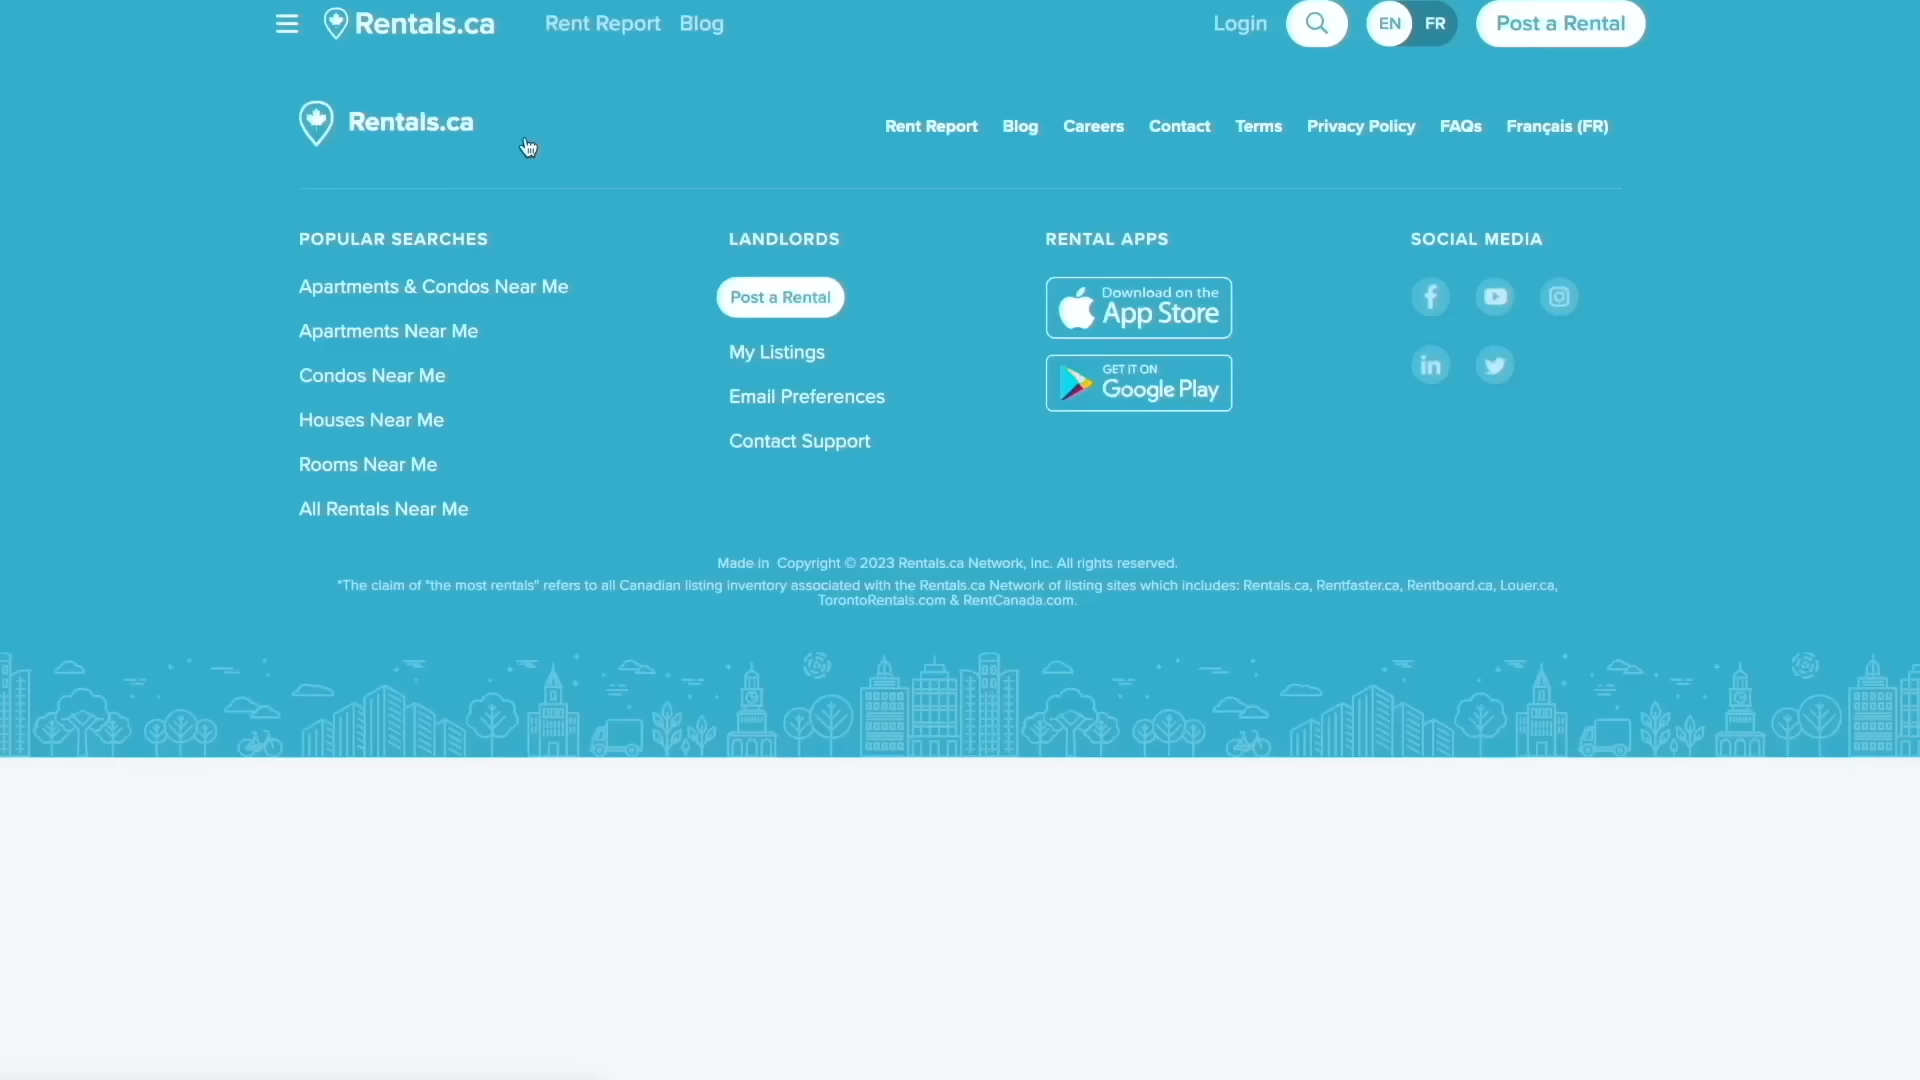 Rentals.ca
Rent Report
Blog
Login
EN
FR
Post a Rental
Rentals.ca
Rent Report
Blog
Careers
Contact
Terms
Privacy Policy
FAQs
Français (FR)
POPULAR SEARCHES
Apartments & Condos Near Me
Apartments Near Me
Condos Near Me
Houses Near Me
Rooms Near Me
All Rentals Near Me
LANDLORDS
Post a Rental
My Listings
Email Preferences
Contact Support
RENTAL APPS
Download on the
App Store
GET IT ON
Google Play
SOCIAL MEDIA
Made in Copyright © 2023 Rentals.ca Network, Inc. All rights reserved.
*The claim of "the most rentals" refers to all Canadian listing inventory associated with the Rentals.ca Network of listing sites which includes: Rentals.ca, Rentfaster.ca, Rentboard.ca, Louer.ca,
TorontoRentals.com & RentCanada.com.